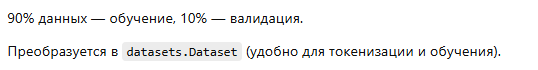 90% данных — обучение, 10% — валидация.
Преобразуется в datasets.Dataset (удобно для токенизации и обучения).